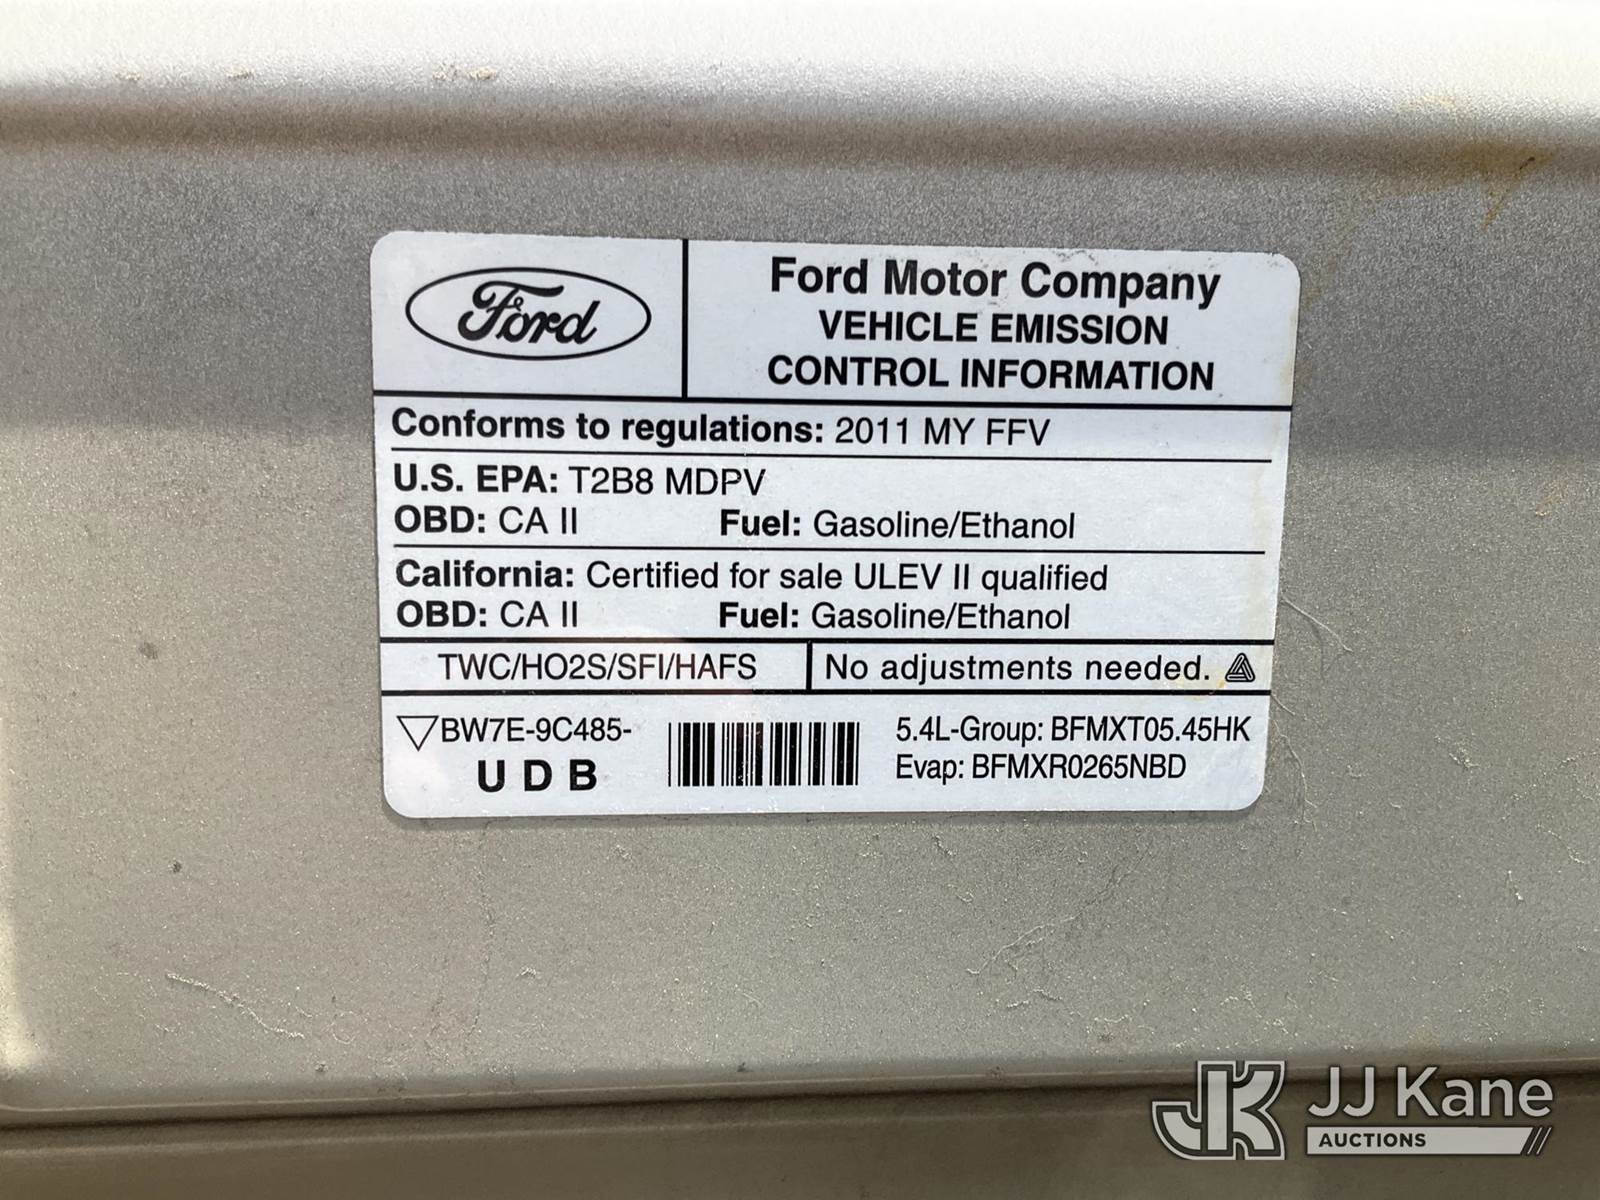 Ford
Ford Motor Company
VEHICLE EMISSION
CONTROL INFORMATION
Conforms to regulations: 2011 MY FFV
U.S. EPA: T2B8 MDPV
OBD: CA II Fuel: Gasoline/Ethanol
California: Certified for sale ULEV II qualified
OBD: CA II Fuel: Gasoline/Ethanol
TWC/HO2S/SFI/HAFS
No adjustments needed.
BW7E-9C485-
U D B
5.4L-Group: BFMXT05.45HK
Evap: BFMXR0265NBD
JK
JJ Kane
AUCTIONS